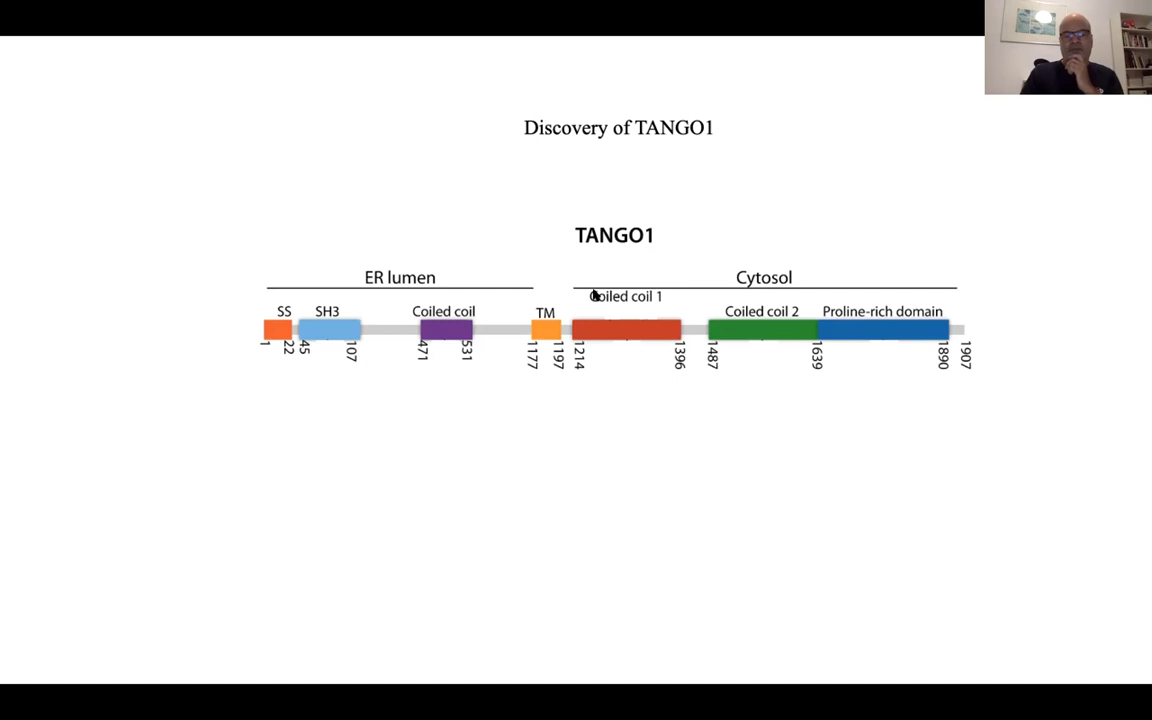 Discovery of TANGO1
TANGO1
ER lumen Cytosol
Coiled coil 1
SS SH3 Coiled coil TM Coiled coil 2 Proline-rich domain
1 22 45 107 471 531 1177 1197 1214 1396 1487 1639 1890 1907